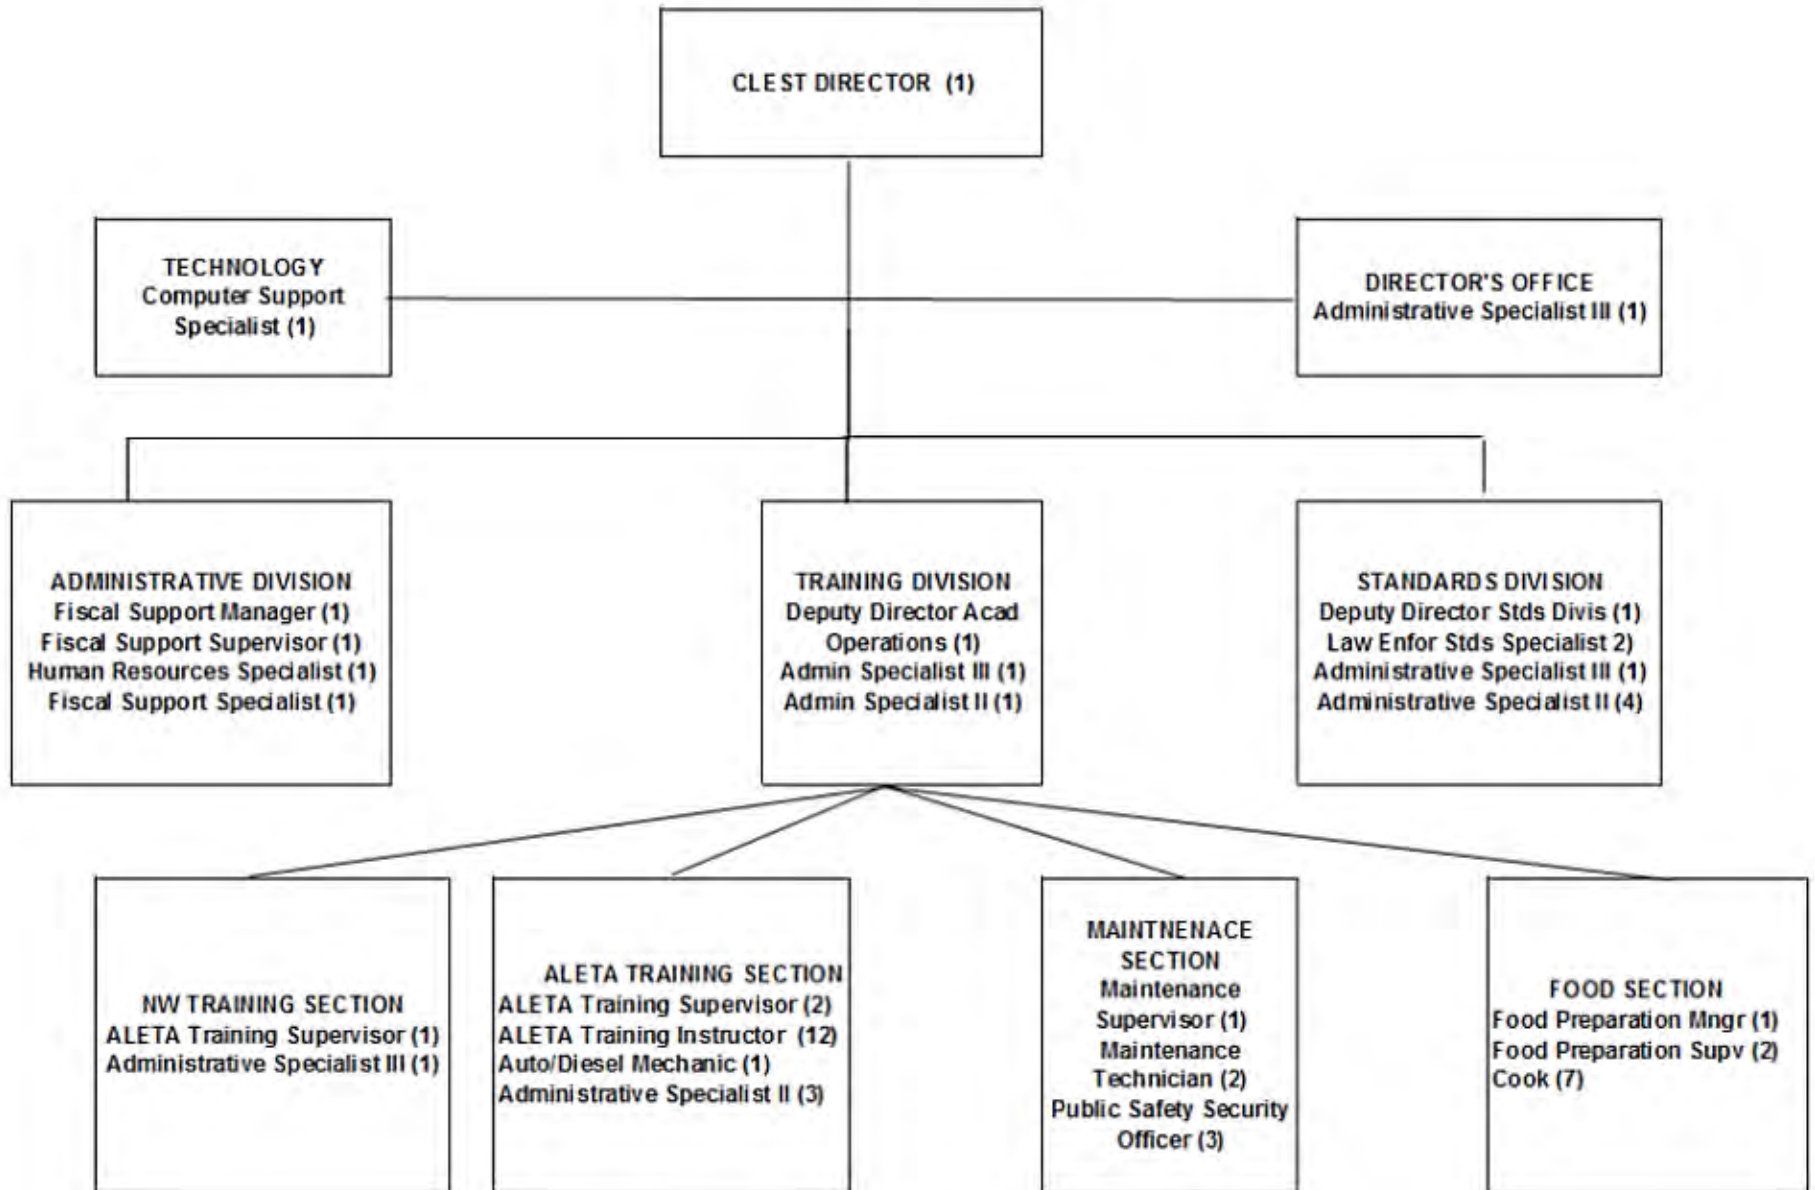 CLEST DIRECTOR (1)
TECHNOLOGY
Computer Support
Specialist (1)
DIRECTOR'S OFFICE
Administrative Specialist III (1)
ADMINISTRATIVE DIVISION
Fiscal Support Manager (1)
Fiscal Support Supervisor (1)
Human Resources Specialist (1)
Fiscal Support Specialist (1)
TRAINING DIVISION
Deputy Director Acad
Operations (1)
Admin Specialist III (1)
Admin Specialist II (1)
STANDARDS DIVISION
Deputy Director Stds Divis (1)
Law Enfor Stds Specialist 2)
Administrative Specialist III (1)
Administrative Specialist II (4)
NW TRAINING SECTION
ALETA Training Supervisor (1)
Administrative Specialist III (1)
ALETA TRAINING SECTION
ALETA Training Supervisor (2)
ALETA Training Instructor (12)
Auto/Diesel Mechanic (1)
Administrative Specialist II (3)
MAINTNENACE
SECTION
Maintenance
Supervisor (1)
Maintenance
Technician (2)
Public Safety Security
Officer (3)
FOOD SECTION
Food Preparation Mngr (1)
Food Preparation Supv (2)
Cook (7)